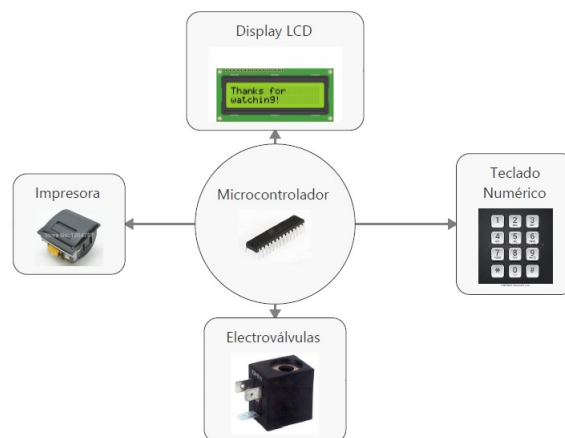 Display LCD
Thanks for
watching!
Impresora
Microcontrolador
Teclado
Numérico
1 2 3
4 5 6
7 8 9
* 0 #
Electroválvulas